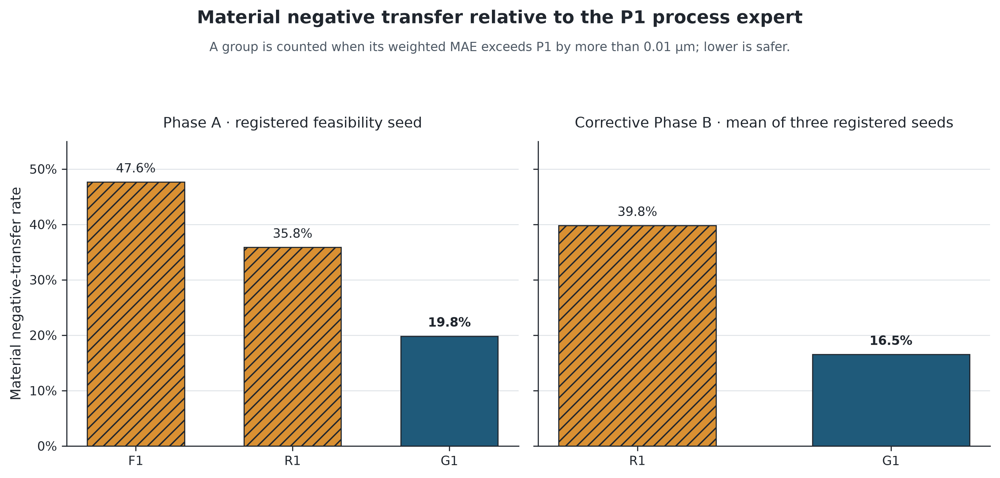 Material negative transfer relative to the P1 process expert
A group is counted when its weighted MAE exceeds P1 by more than 0.01 µm; lower is safer.
Phase A · registered feasibility seed
Corrective Phase B · mean of three registered seeds
Material negative-transfer rate
50%
40%
30%
20%
10%
0%
47.6%
35.8%
19.8%
39.8%
16.5%
F1
R1
G1
R1
G1